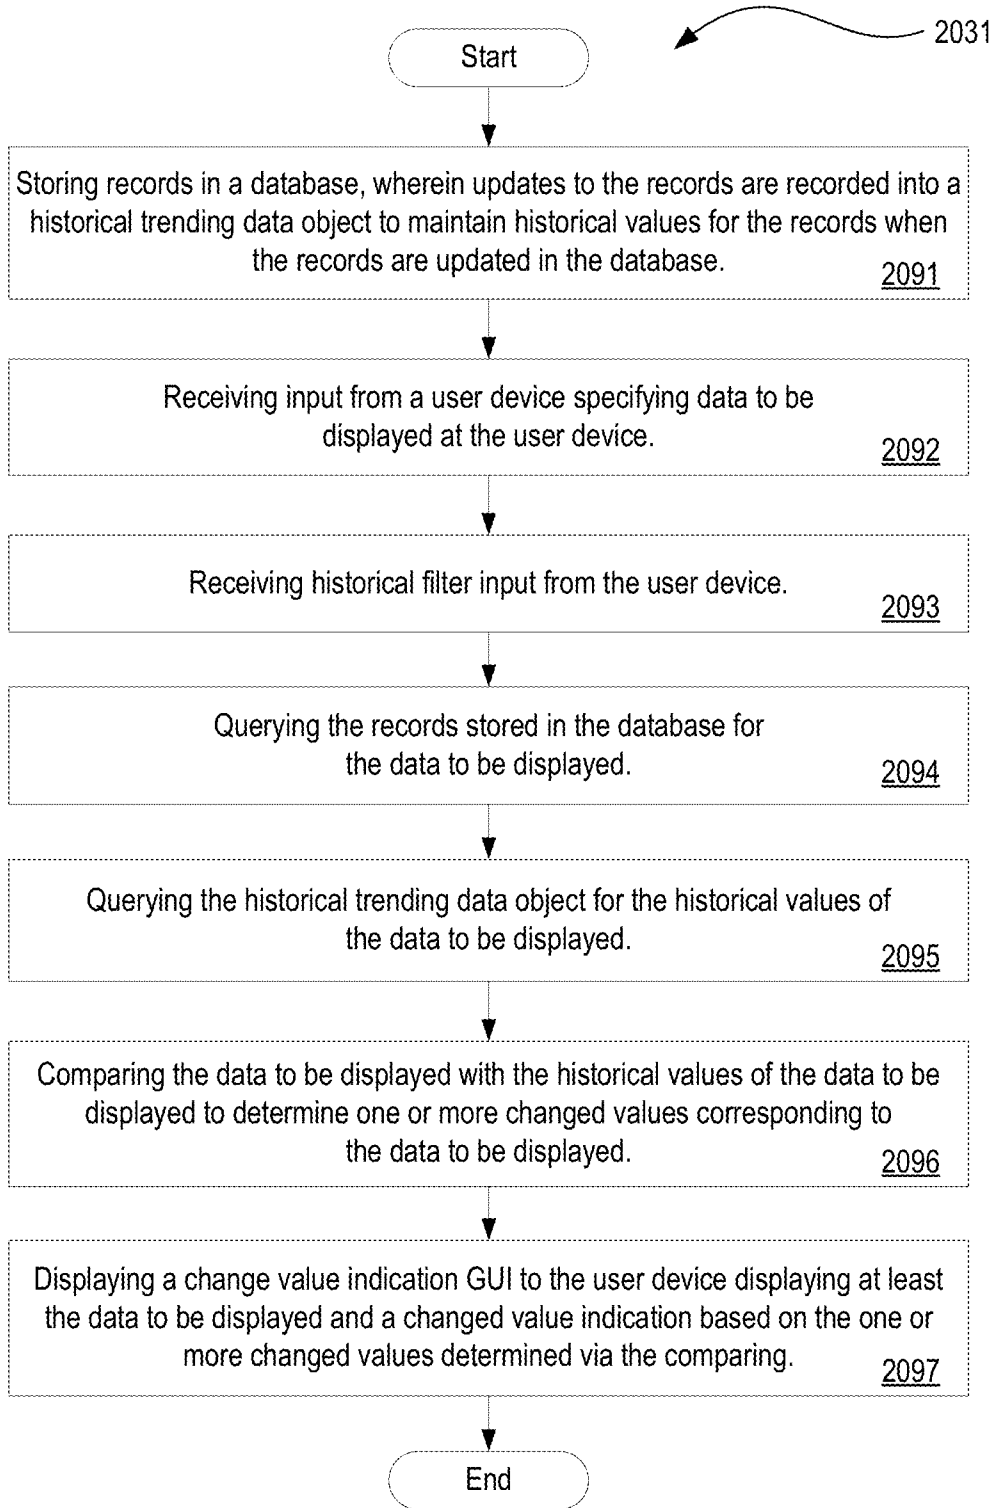 2031
Start
Storing records in a database, wherein updates to the records are recorded into a
historical trending data object to maintain historical values for the records when
the records are updated in the database.
2091
Receiving input from a user device specifying data to be
displayed at the user device.
2092
Receiving historical filter input from the user device.
2093
Querying the records stored in the database for
the data to be displayed.
2094
Querying the historical trending data object for the historical values of
the data to be displayed.
2095
Comparing the data to be displayed with the historical values of the data to be
displayed to determine one or more changed values corresponding to
the data to be displayed.
2096
Displaying a change value indication GUI to the user device displaying at least
the data to be displayed and a changed value indication based on the one or
more changed values determined via the comparing.
2097
End